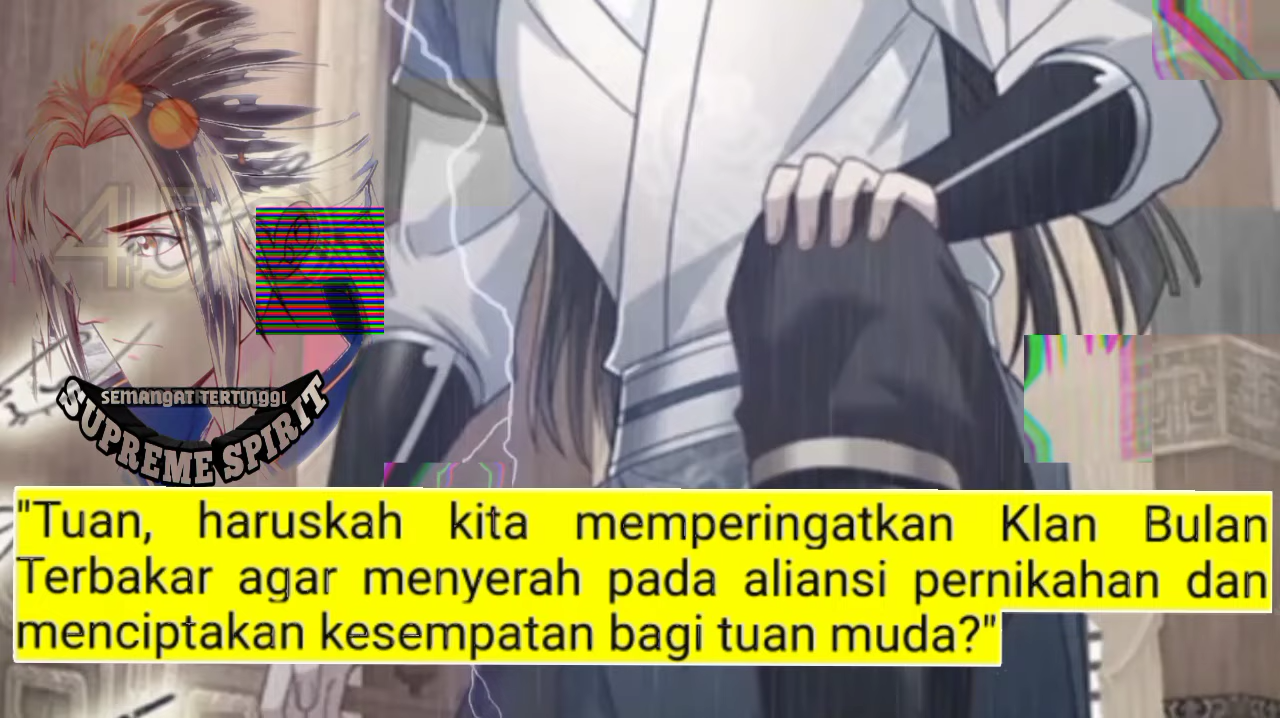 SEMANGAT TERTINGGI
SUPREME SPIRIT
"Tuan, haruskah kita memperingatkan Klan Bulan
Terbakar agar menyerah pada aliansi pernikahan dan
menciptakan kesempatan bagi tuan muda?"